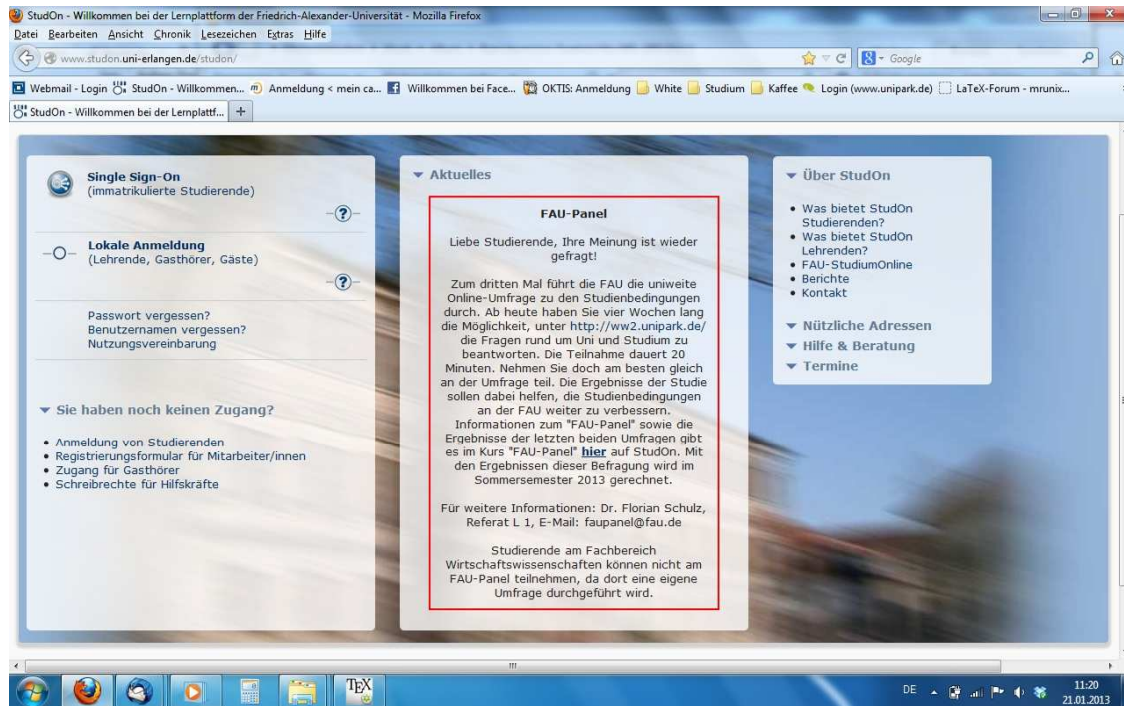 StudOn - Willkommen bei der Lernplattform der Friedrich-Alexander-Universität - Mozilla Firefox
Datei Bearbeiten Ansicht Chronik Lesezeichen Extras Hilfe
www.studon.uni-erlangen.de/studon/
Google
Webmail - Login StudOn - Willkommen... Anmeldung < mein ca... Willkommen bei Face... OKTIS: Anmeldung White Studium Kaffee Login (www.unipark.de) LaTeX-Forum - mrunix...
StudOn - Willkommen bei der Lernplattf... +
Single Sign-On
(immatrikulierte Studierende)
?
Lokale Anmeldung
(Lehrende, Gasthörer, Gäste)
?
Passwort vergessen?
Benutzernamen vergessen?
Nutzungsvereinbarung
Sie haben noch keinen Zugang?
Anmeldung von Studierenden
Registrierungsformular für Mitarbeiter/innen
Zugang für Gasthörer
Schreibrechte für Hilfskräfte
Aktuelles
FAU-Panel
Liebe Studierende, Ihre Meinung ist wieder
gefragt!
Zum dritten Mal führt die FAU die uniweite
Online-Umfrage zu den Studienbedingungen
durch. Ab heute haben Sie vier Wochen lang
die Möglichkeit, unter http://ww2.unipark.de/
die Fragen rund um Uni und Studium zu
beantworten. Die Teilnahme dauert 20
Minuten. Nehmen Sie doch am besten gleich
an der Umfrage teil. Die Ergebnisse der Studie
sollen dabei helfen, die Studienbedingungen
an der FAU weiter zu verbessern.
Informationen zum "FAU-Panel" sowie die
Ergebnisse der letzten beiden Umfragen gibt
es im Kurs "FAU-Panel" hier auf StudOn. Mit
den Ergebnissen dieser Befragung wird im
Sommersemester 2013 gerechnet.
Für weitere Informationen: Dr. Florian Schulz,
Referat L 1, E-Mail: faupanel@fau.de
Studierende am Fachbereich
Wirtschaftswissenschaften können nicht am
FAU-Panel teilnehmen, da dort eine eigene
Umfrage durchgeführt wird.
Über StudOn
Was bietet StudOn
Studierenden?
Was bietet StudOn
Lehrenden?
FAU-StudiumOnline
Berichte
Kontakt
Nützliche Adressen
Hilfe & Beratung
Termine
TEX
DE
11:20
21.01.2013